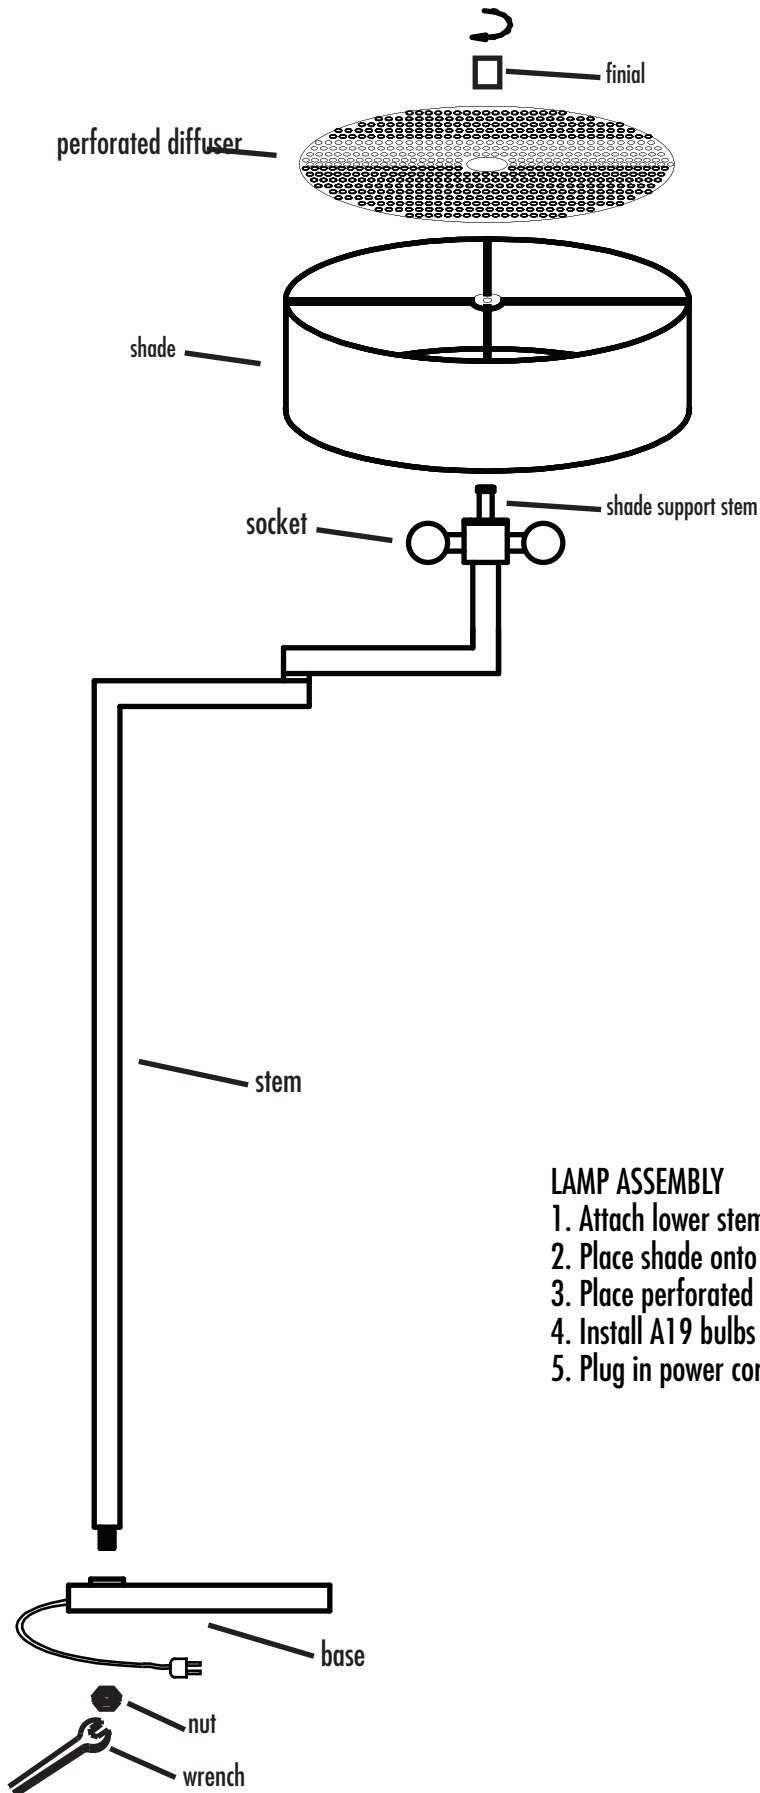 finial
perforated diffuser
shade
shade support stem
socket
stem
LAMP ASSEMBLY
1. Attach lower stem
2. Place shade onto
3. Place perforated
4. Install A19 bulbs
5. Plug in power
base
nut
wrench